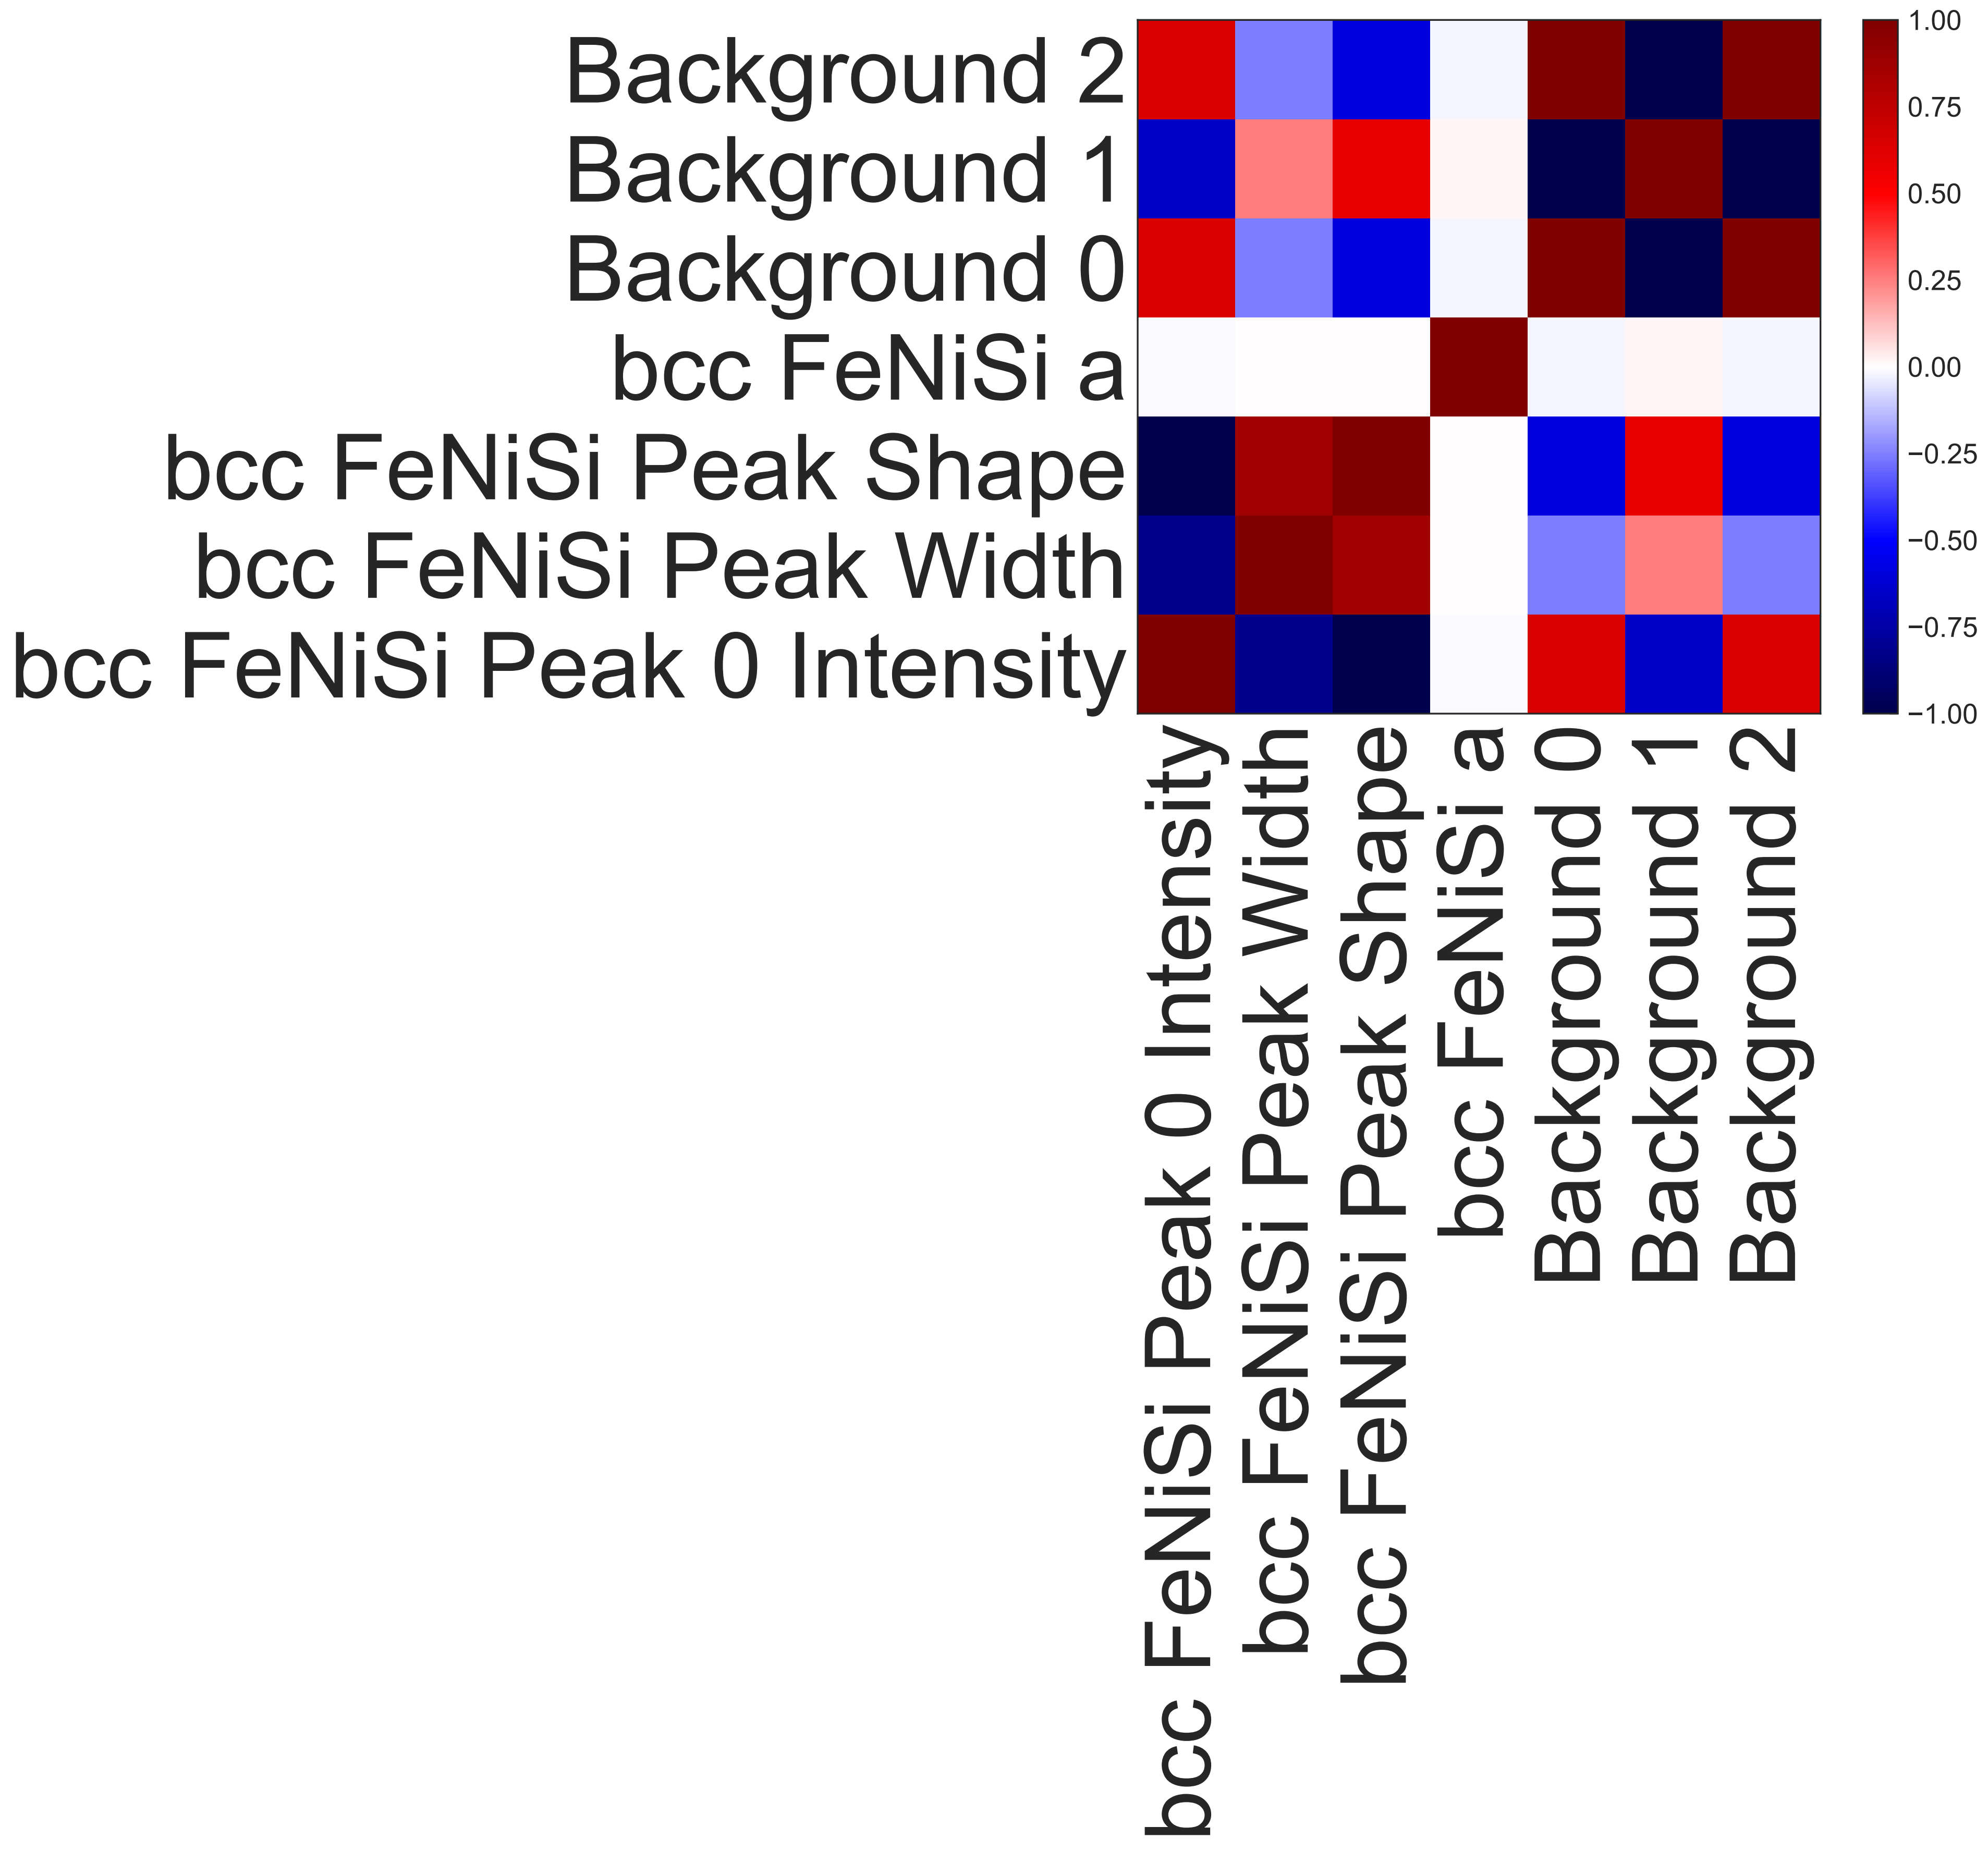 Background 2
Background 1
Background 0
bcc FeNiSi a
bcc FeNiSi Peak Shape
bcc FeNiSi Peak Width
bcc FeNiSi Peak 0 Intensity
bcc FeNiSi Peak 0 Intensity
bcc FeNiSi Peak Width
bcc FeNiSi Peak Shape
bcc FeNiSi a
Background 0
Background 1
Background 2
1.00
0.75
0.50
0.25
0.00
−0.25
−0.50
−0.75
−1.00